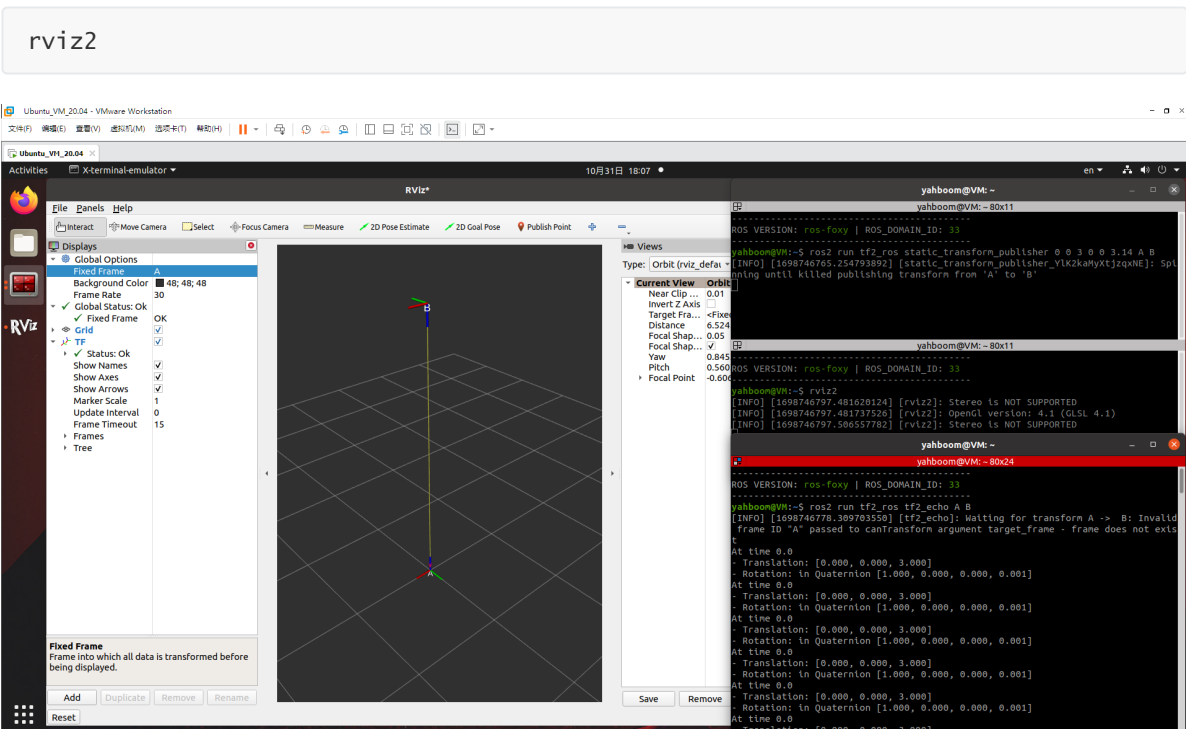 rviz2
Ubuntu_VM_20.04 - VMware Workstation
文件(F) 编辑(E) 查看(V) 虚拟机(M) 选项卡(T) 帮助(H)
Ubuntu_VM_20.04
Activities X-terminal-emulator 10月31日 18:07 en
RViz*
File Panels Help
Interact Move Camera Select Focus Camera Measure 2D Pose Estimate 2D Goal Pose Publish Point
Displays
Global Options
Fixed Frame A
Background Color 48; 48; 48
Frame Rate 30
Global Status: Ok
Fixed Frame OK
Grid
TF
Status: Ok
Show Names
Show Axes
Show Arrows
Marker Scale 1
Update Interval 0
Frame Timeout 15
Frames
Tree
Fixed Frame
Frame into which all data is transformed before
being displayed.
Add Duplicate Remove Rename
Reset
RViz
B
A
Views
Type: Orbit (rviz_defau
Current View Orbit
Near Clip ... 0.01
Invert Z Axis
Target Fra... <Fixed
Distance 6.524
Focal Shap... 0.05
Focal Shap...
Yaw 0.845
Pitch 0.560
Focal Point -0.606
Save Remove
yahboom@VM: ~
yahboom@VM: ~ 80x11
----------------------------------------
ROS VERSION: ros-foxy | ROS_DOMAIN_ID: 33
----------------------------------------
yahboom@VM:~$ ros2 run tf2_ros static_transform_publisher 0 0 3 0 0 3.14 A B
[INFO] [1698746765.254793892] [static_transform_publisher_YlK2kaMyXtjzqxNE]: Spi
nning until killed publishing transform from 'A' to 'B'
yahboom@VM: ~ 80x11
----------------------------------------
ROS VERSION: ros-foxy | ROS_DOMAIN_ID: 33
----------------------------------------
yahboom@VM:~$ rviz2
[INFO] [1698746797.481620124] [rviz2]: Stereo is NOT SUPPORTED
[INFO] [1698746797.481737526] [rviz2]: OpenGl version: 4.1 (GLSL 4.1)
[INFO] [1698746797.506557782] [rviz2]: Stereo is NOT SUPPORTED
yahboom@VM: ~
yahboom@VM: ~ 80x24
----------------------------------------
ROS VERSION: ros-foxy | ROS_DOMAIN_ID: 33
----------------------------------------
yahboom@VM:~$ ros2 run tf2_ros tf2_echo A B
[INFO] [1698746778.309703550] [tf2_echo]: Waiting for transform A -> B: Invalid
frame ID "A" passed to canTransform argument target_frame - frame does not exis
t
At time 0.0
- Translation: [0.000, 0.000, 3.000]
- Rotation: in Quaternion [1.000, 0.000, 0.000, 0.001]
At time 0.0
- Translation: [0.000, 0.000, 3.000]
- Rotation: in Quaternion [1.000, 0.000, 0.000, 0.001]
At time 0.0
- Translation: [0.000, 0.000, 3.000]
- Rotation: in Quaternion [1.000, 0.000, 0.000, 0.001]
At time 0.0
- Translation: [0.000, 0.000, 3.000]
- Rotation: in Quaternion [1.000, 0.000, 0.000, 0.001]
At time 0.0
- Translation: [0.000, 0.000, 3.000]
- Rotation: in Quaternion [1.000, 0.000, 0.000, 0.001]
At time 0.0
- Translation: [0.000, 0.000, 3.000]